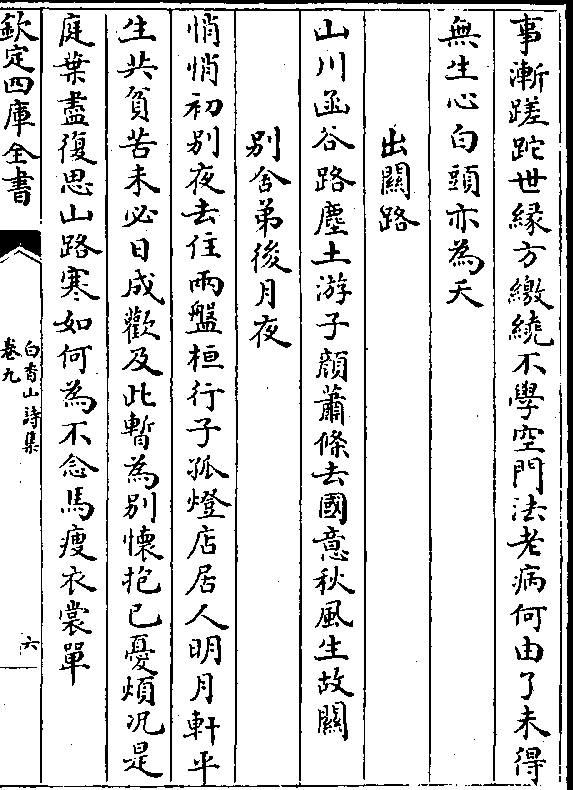 事漸蹉跎世縁方繳繞不學空門法老病何由了未得
無生心白頭亦為夭
出關路
山川函谷路塵土游子顔蕭條去國意秋風生故關
别舍弟後月夜
悄悄初别夜去住兩盤桓行子孤燈店居人明月軒平
生共貧苦未必日成歡及此暫為别懐抱已憂煩况是
庭葉盡復思山路寒如何為不念馬瘦衣裳單
欽定四庫全書
白香山詩集
卷九
六